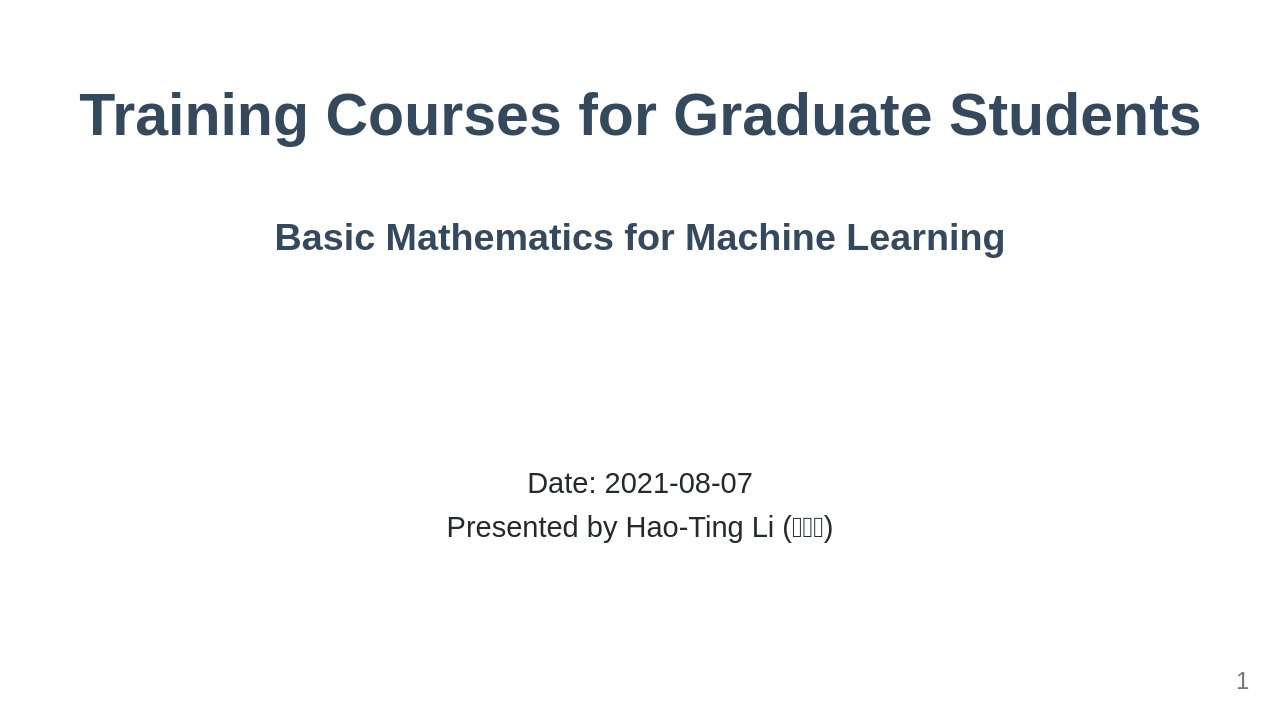 Training Courses for Graduate Students
Basic Mathematics for Machine Learning
Date: 2021-08-07
Presented by Hao-Ting Li ()
1